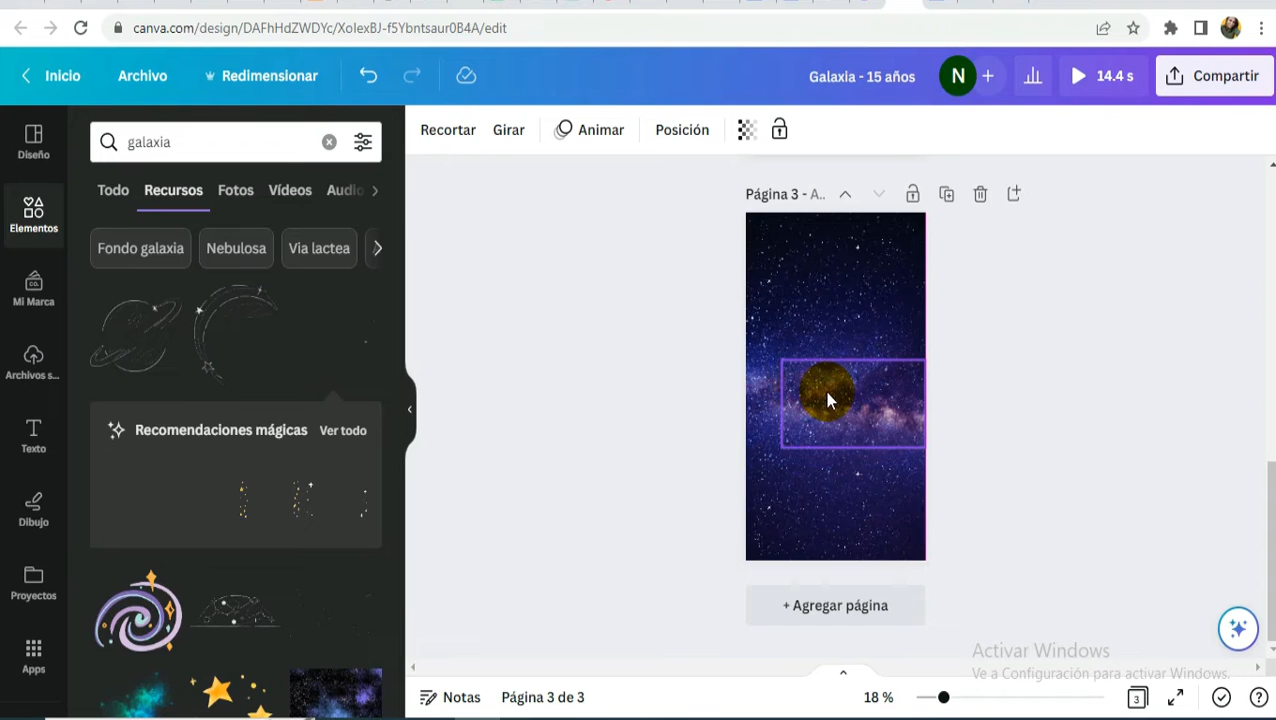 canva.com/design/DAFhHdZWDYc/XoIexBJ-f5Ybntsaur0B4A/edit
Inicio
Archivo
Redimensionar
Galaxia - 15 años
N
+
14.4 s
Compartir
Diseño
Elementos
Mi Marca
Archivos s...
Texto
Dibujo
Proyectos
Apps
galaxia
Todo
Recursos
Fotos
Vídeos
Audio
Fondo galaxia
Nebulosa
Via lactea
Recomendaciones mágicas
Ver todo
Recortar
Girar
Animar
Posición
Página 3 - A..
+ Agregar página
Activar Windows
Ve a Configuración para activar Windows.
Notas
Página 3 de 3
18 %
3